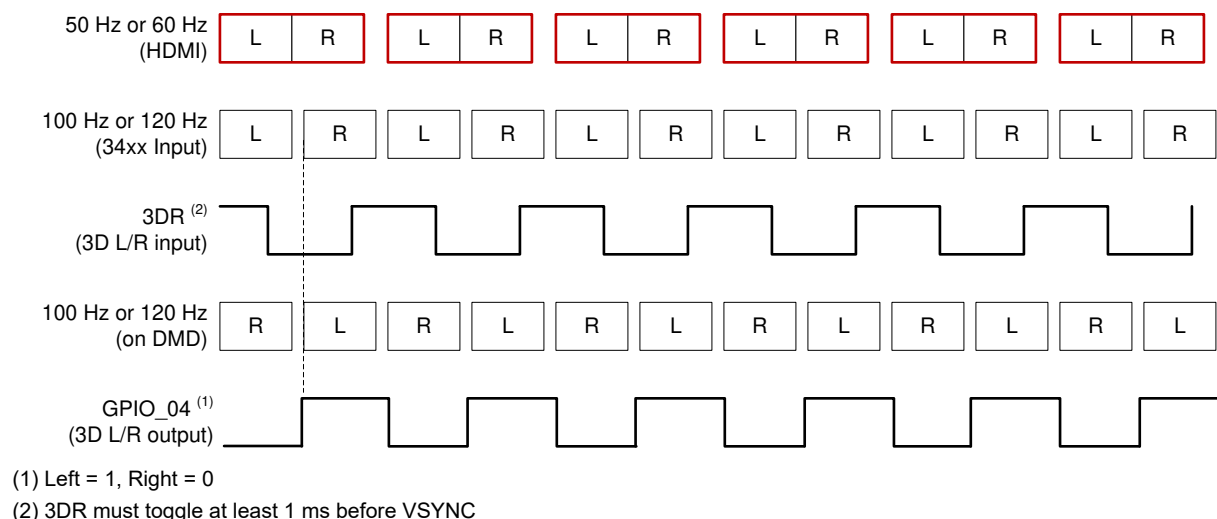 50 Hz or 60 Hz
(HDMI)
L R L R L R L R L R L R
100 Hz or 120 Hz
(34xx Input)
L R L R L R L R L R L R
3DR (2)
(3D L/R input)
100 Hz or 120 Hz
(on DMD)
R L R L R L R L R L R L
GPIO_04 (1)
(3D L/R output)
(1) Left = 1, Right = 0
(2) 3DR must toggle at least 1 ms before VSYNC